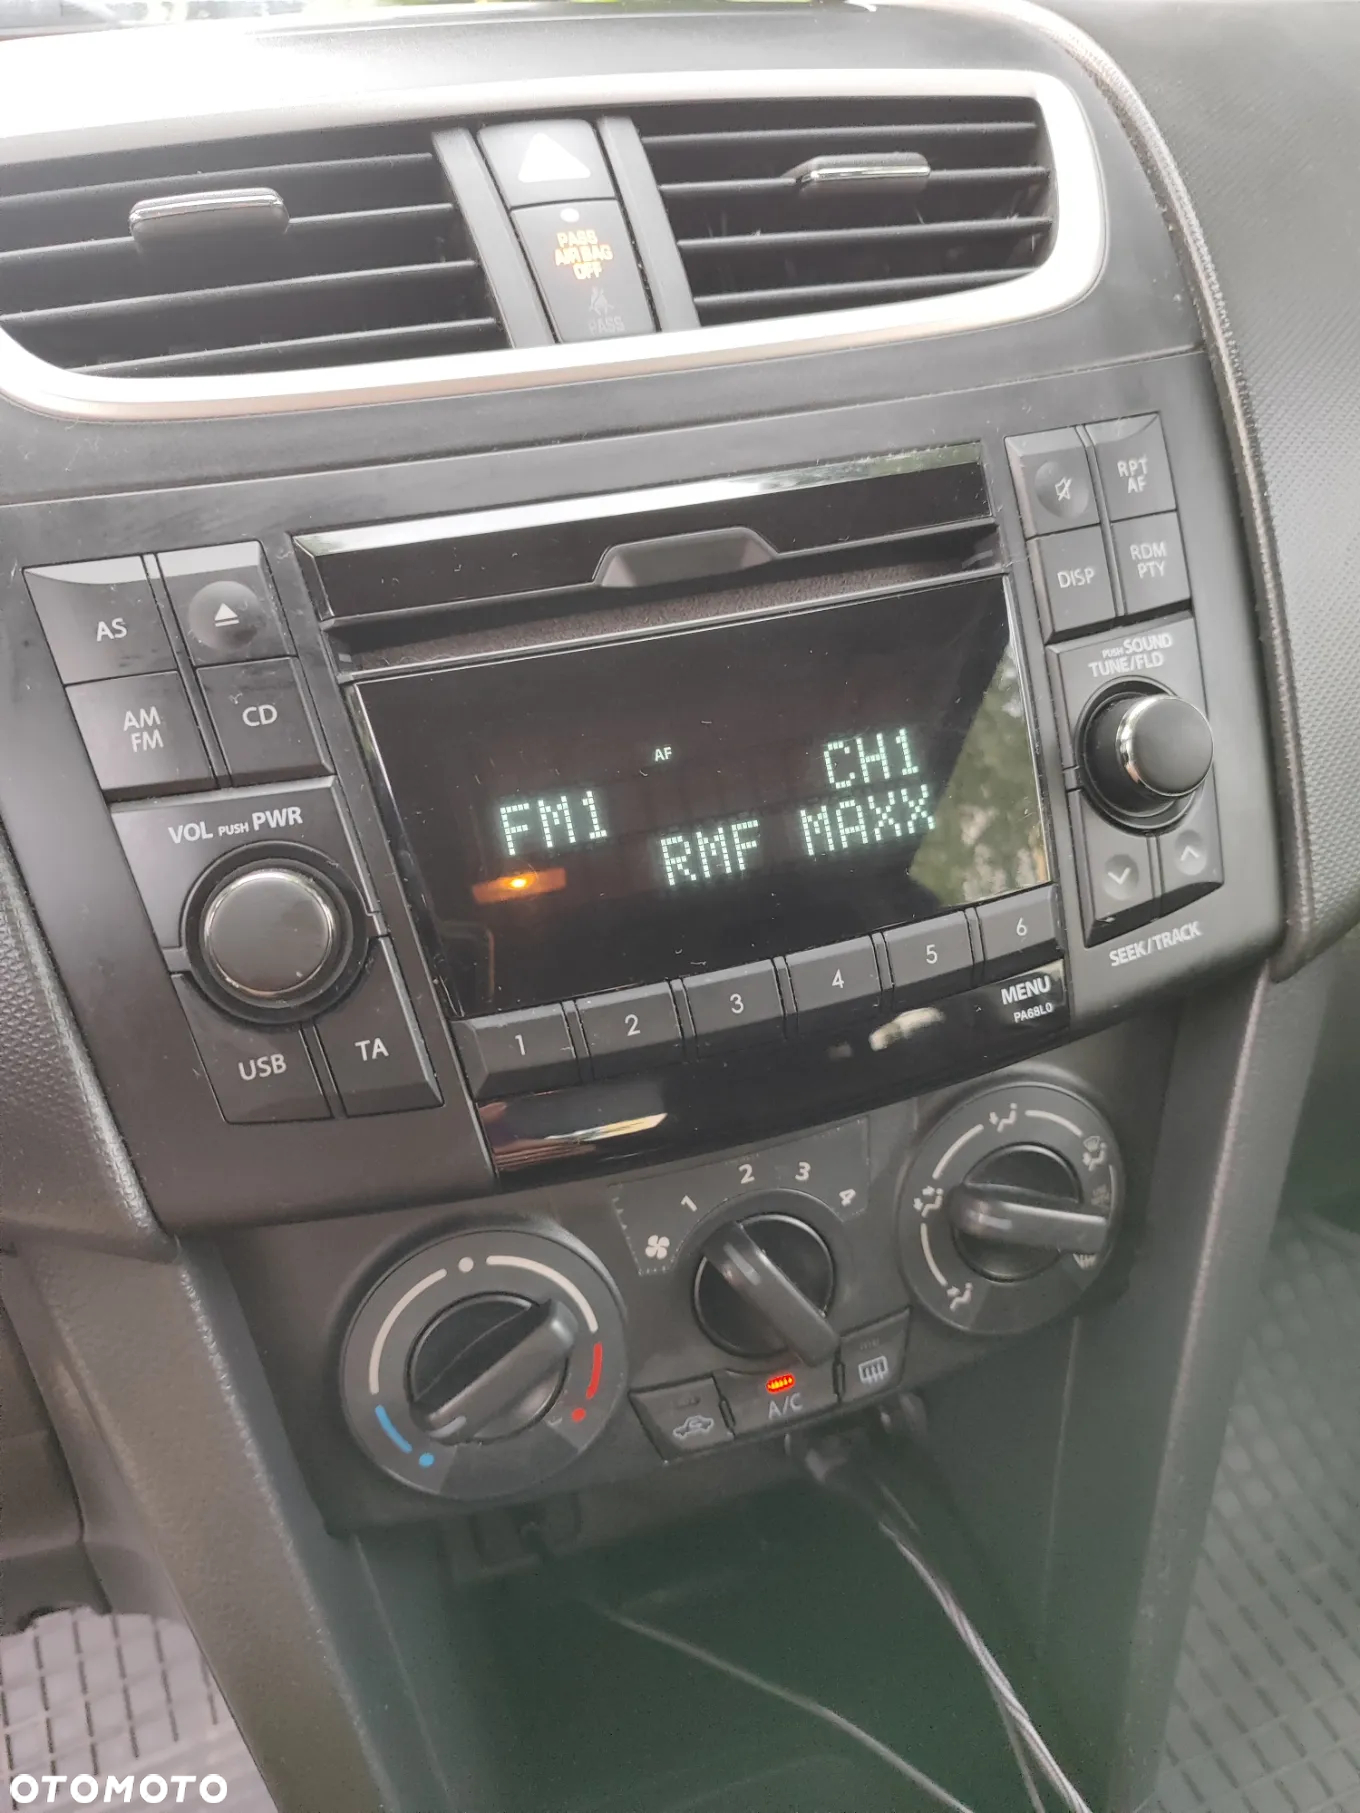 PASS
AIR BAG
OFF
PASS
RPT
AF
DISP
RDM
PTY
AS
AM
FM
CD
PUSH SOUND
TUNE/FLD
AF
CH1
FM1
RMF MAXX
VOL PUSH PWR
SEEK/TRACK
1
2
3
4
5
6
MENU
PA68L0
USB
TA
1
2
3
4
A/C
OTOMOTO